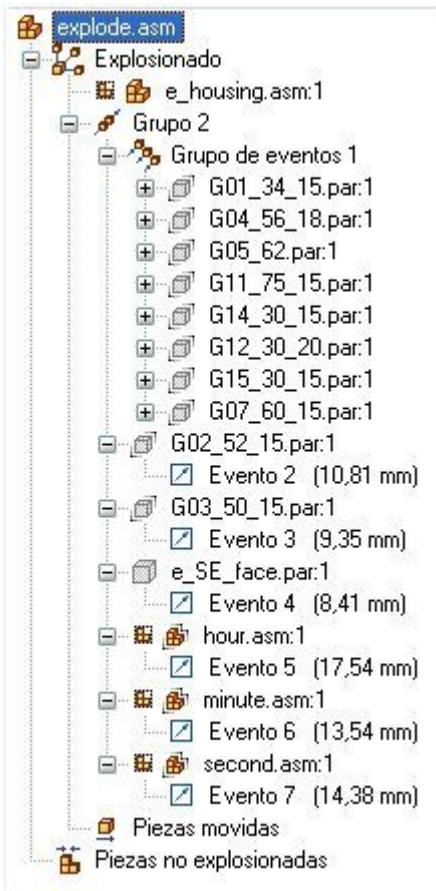 explode.asm
Explosionado
e_housing.asm:1
Grupo 2
Grupo de eventos 1
G01_34_15.par:1
G04_56_18.par:1
G05_62.par:1
G11_75_15.par:1
G14_30_15.par:1
G12_30_20.par:1
G15_30_15.par:1
G07_60_15.par:1
G02_52_15.par:1
Evento 2 (10,81 mm)
G03_50_15.par:1
Evento 3 (9,35 mm)
e_SE_face.par:1
Evento 4 (8,41 mm)
hour.asm:1
Evento 5 (17,54 mm)
minute.asm:1
Evento 6 (13,54 mm)
second.asm:1
Evento 7 (14,38 mm)
Piezas movidas
Piezas no explosionadas